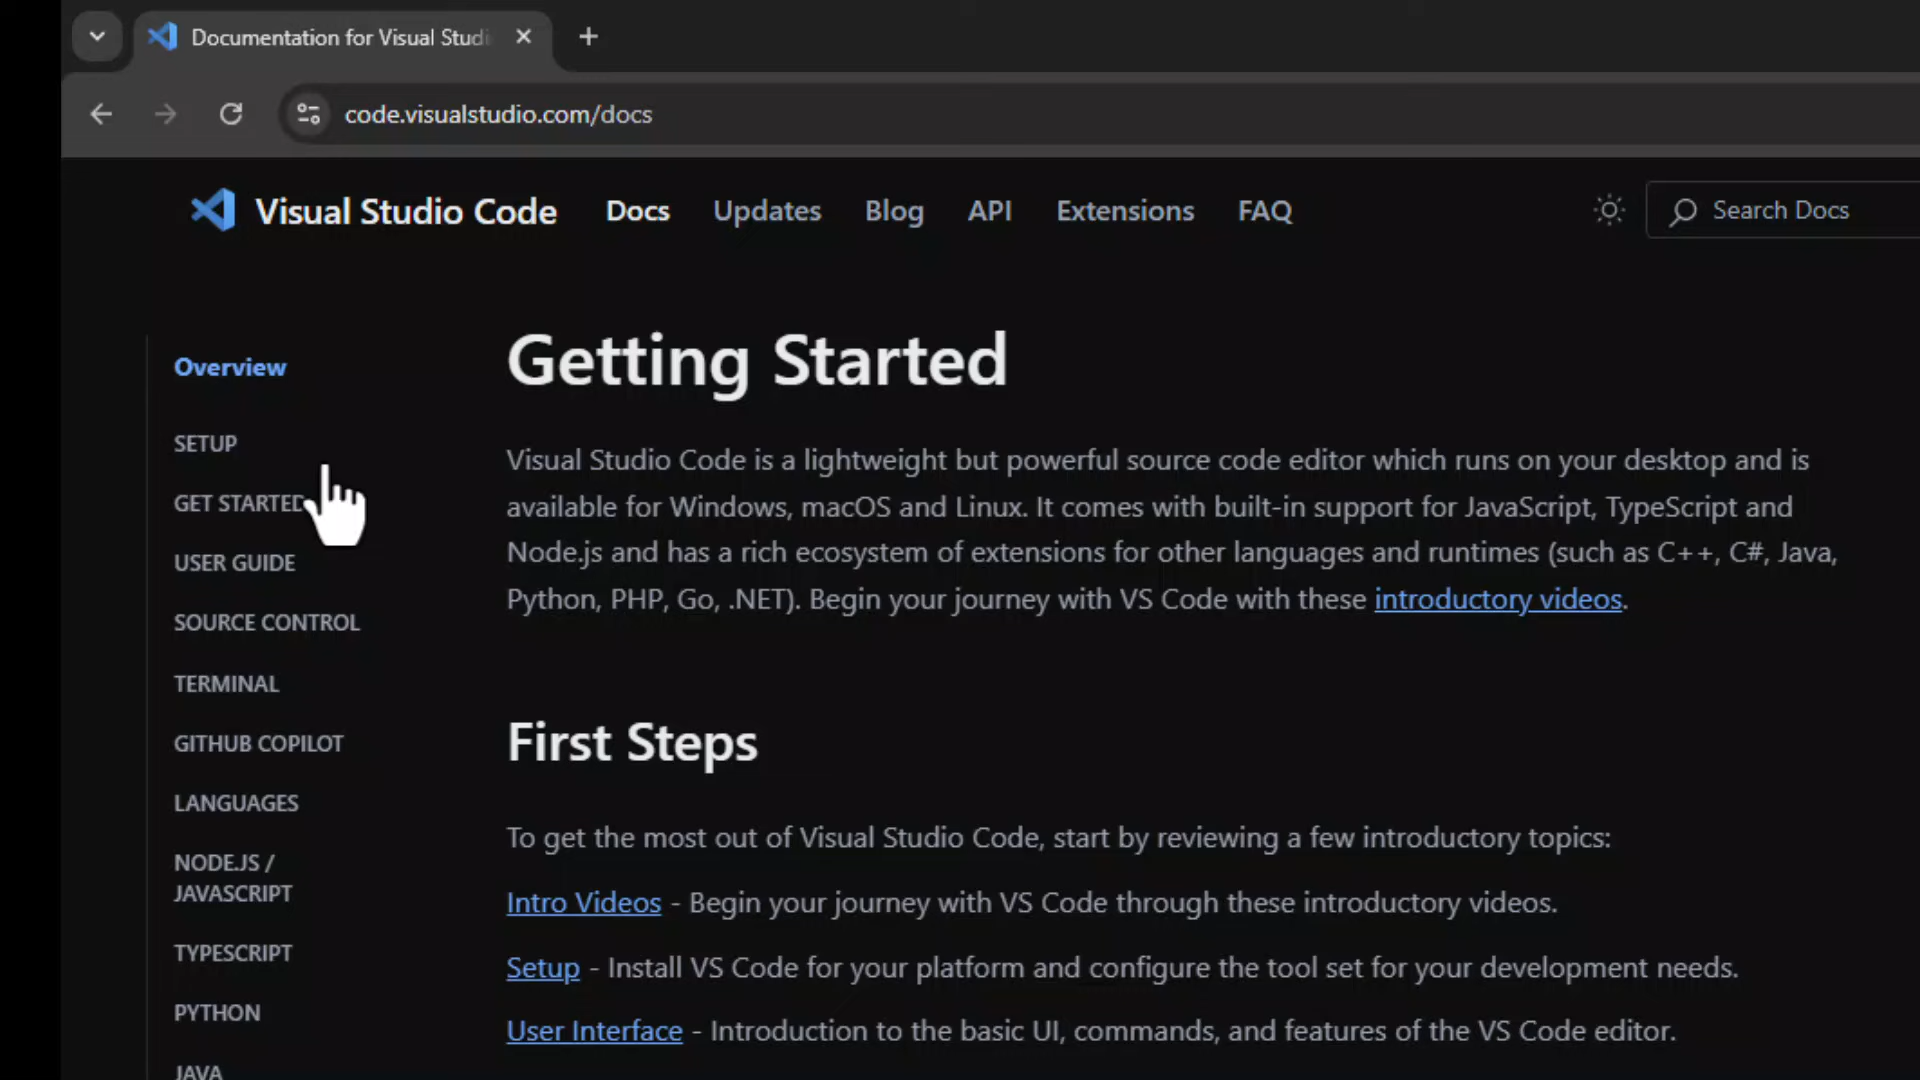 Documentation for Visual Studi
code.visualstudio.com/docs
Visual Studio Code Docs Updates Blog API Extensions FAQ Search Docs
Overview
SETUP
GET STARTED
USER GUIDE
SOURCE CONTROL
TERMINAL
GITHUB COPILOT
LANGUAGES
NODE.JS /
JAVASCRIPT
TYPESCRIPT
PYTHON
JAVA
Getting Started
Visual Studio Code is a lightweight but powerful source code editor which runs on your desktop and is
available for Windows, macOS and Linux. It comes with built-in support for JavaScript, TypeScript and
Node.js and has a rich ecosystem of extensions for other languages and runtimes (such as C++, C#, Java,
Python, PHP, Go, .NET). Begin your journey with VS Code with these introductory videos.
First Steps
To get the most out of Visual Studio Code, start by reviewing a few introductory topics:
Intro Videos - Begin your journey with VS Code through these introductory videos.
Setup - Install VS Code for your platform and configure the tool set for your development needs.
User Interface - Introduction to the basic UI, commands, and features of the VS Code editor.